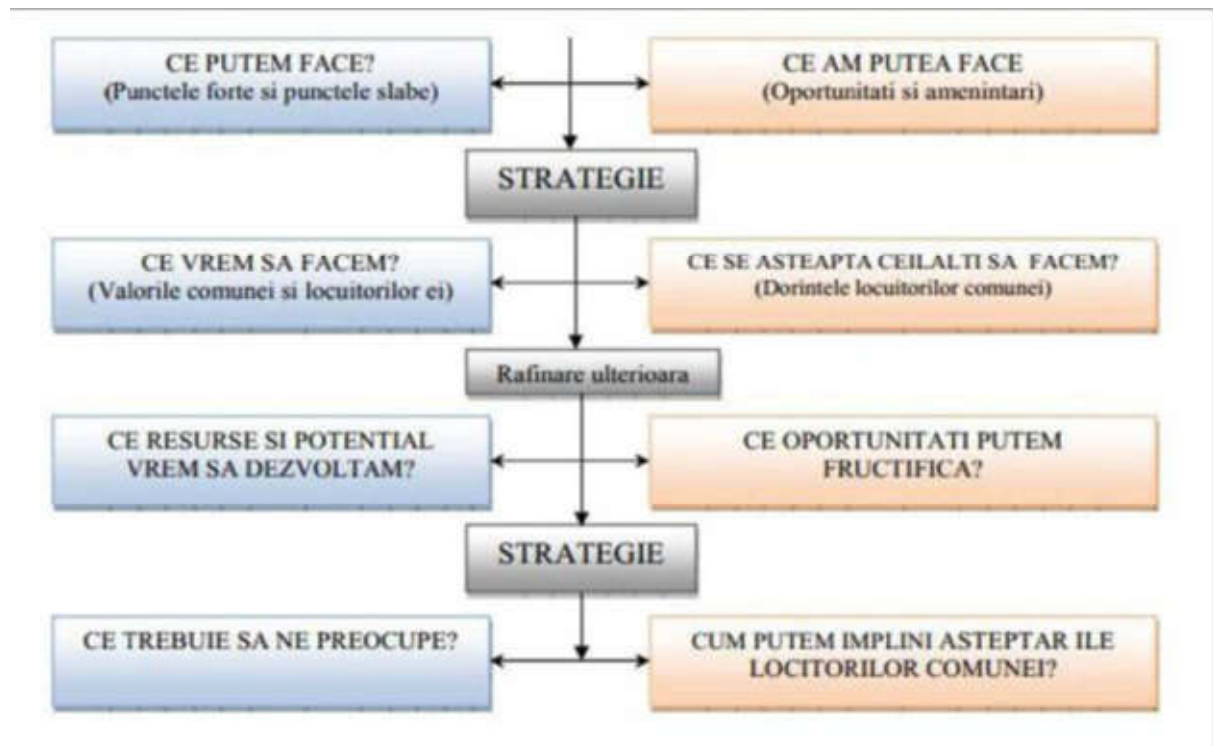 CE PUTEM FACE?
(Punctele forte si punctele slabe)
CE AM PUTEA FACE
(Oportunitati si amenintari)
STRATEGIE
CE VREM SA FACEM?
(Valorile comunei si locuitorilor ei)
CE SE ASTEAPTA CEILALTI SA FACEM?
(Dorintele locuitorilor comunei)
Rafinare ulterioara
CE RESURSE SI POTENTIAL
VREM SA DEZVOLTAM?
CE OPORTUNITATI PUTEM
FRUCTIFICA?
STRATEGIE
CE TREBUIE SA NE PREOCUPE?
CUM PUTEM IMPLINI ASTEPTAR ILE
LOCITORILOR COMUNEI?